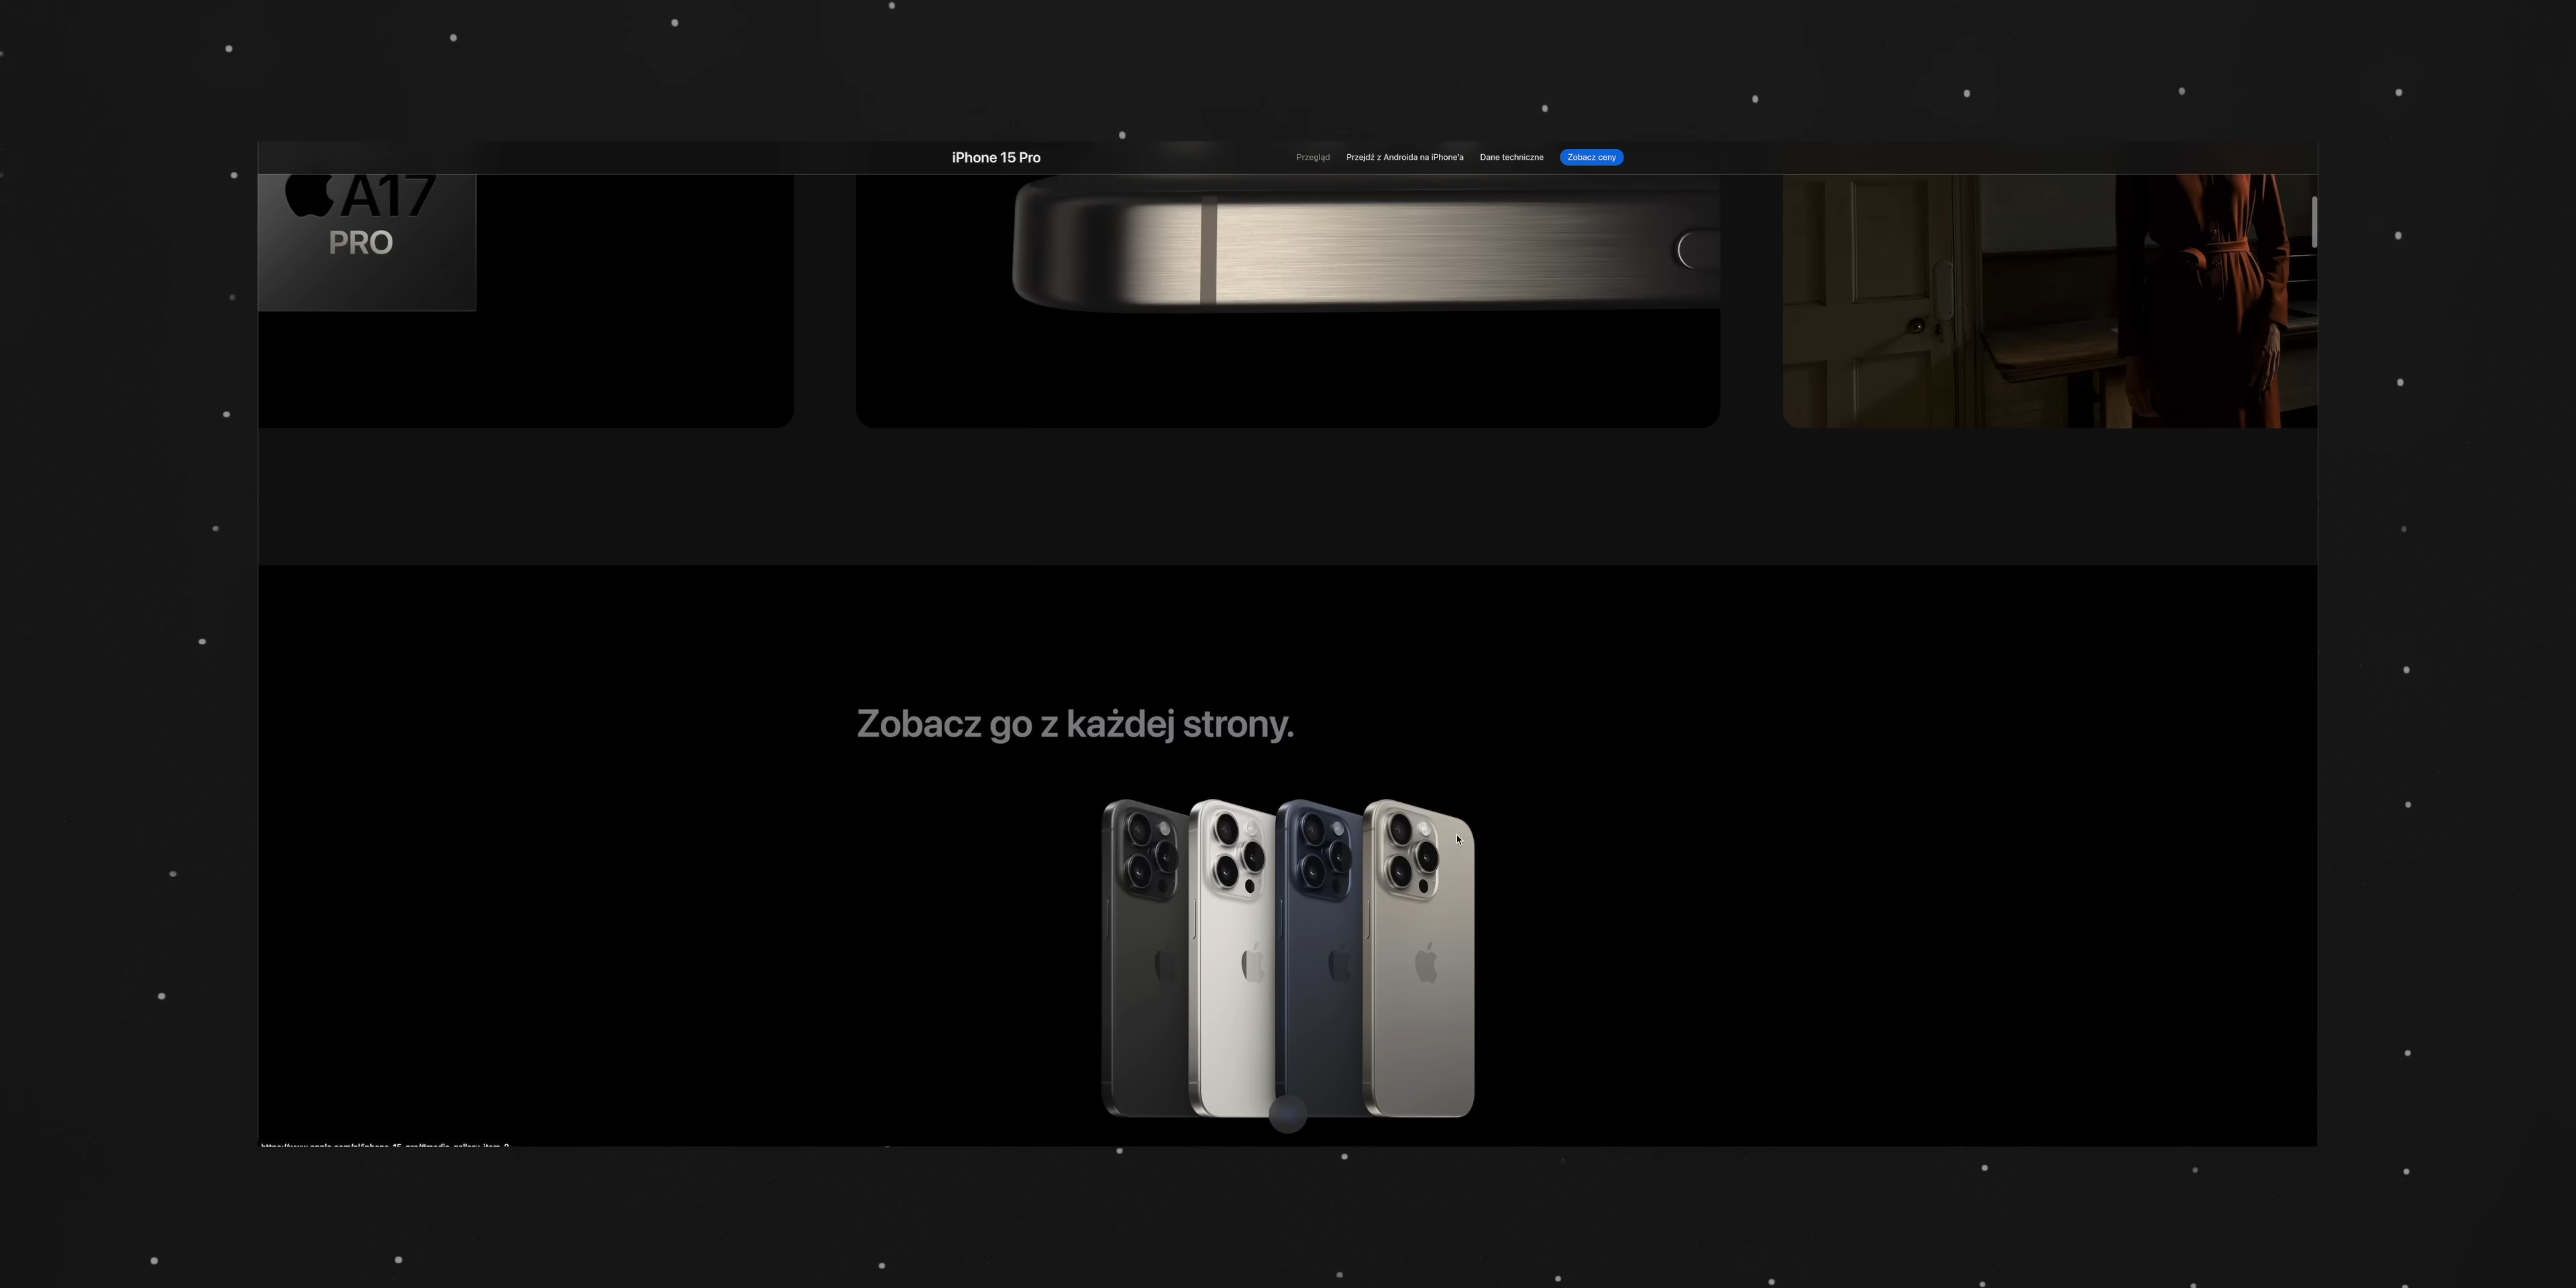 iPhone 15 Pro
Przegląd
Przejdź z Androida na iPhone'a
Dane techniczne
Zobacz ceny
A17
PRO
Zobacz go z każdej strony.